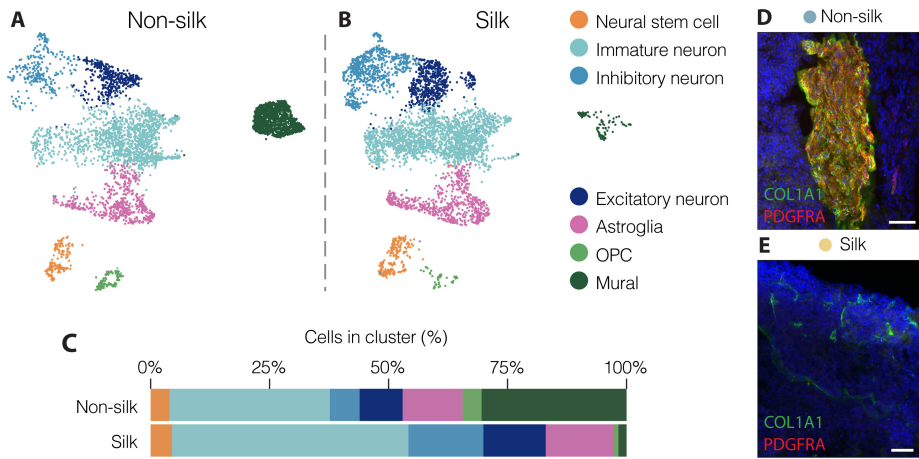 A
Non-silk
B
Silk
Neural stem cell
Immature neuron
Inhibitory neuron
Excitatory neuron
Astroglia
OPC
Mural
C
Cells in cluster (%)
0%
25%
50%
75%
100%
Non-silk
Silk
D
Non-silk
COL1A1
PDGFRA
E
Silk
COL1A1
PDGFRA